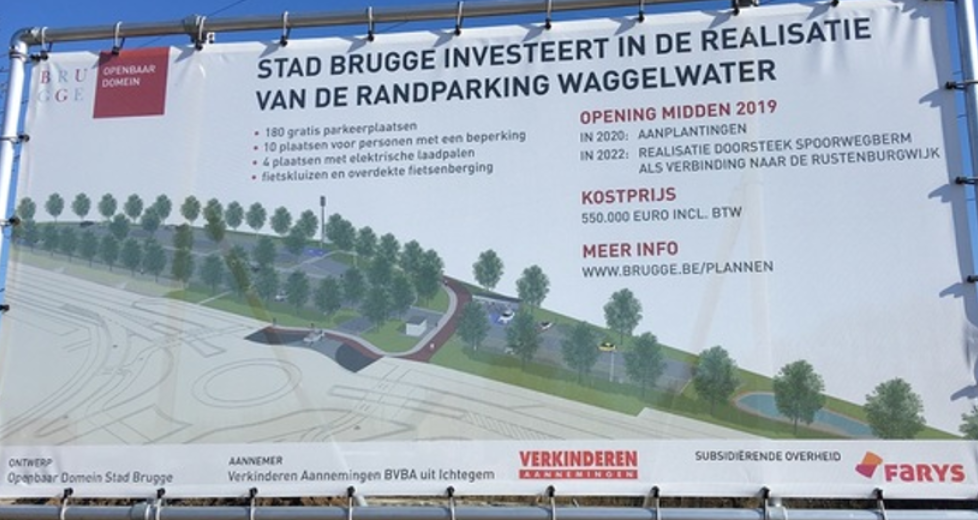 BRU
GGE
OPENBAAR
DOMEIN
STAD BRUGGE INVESTEERT IN DE REALISATIE
VAN DE RANDPARKING WAGGELWATER
• 180 gratis parkeerplaatsen
• 10 plaatsen voor personen met een beperking
• 4 plaatsen met elektrische laadpalen
• fietskluizen en overdekte fietsenberging
OPENING MIDDEN 2019
IN 2020: AANPLANTINGEN
IN 2022: REALISATIE DOORSTEEK SPOORWEGBERM
ALS VERBINDING NAAR DE RUSTENBURGWIJK
KOSTPRIJS
550.000 EURO INCL. BTW
MEER INFO
WWW.BRUGGE.BE/PLANNEN
ONTWERP
Openbaar Domein Stad Brugge
AANNEMER
Verkinderen Aannemingen BVBA uit Ichtegem
VERKINDEREN
AANNEMINGEN
SUBSIDIËRENDE OVERHEID
FARYS